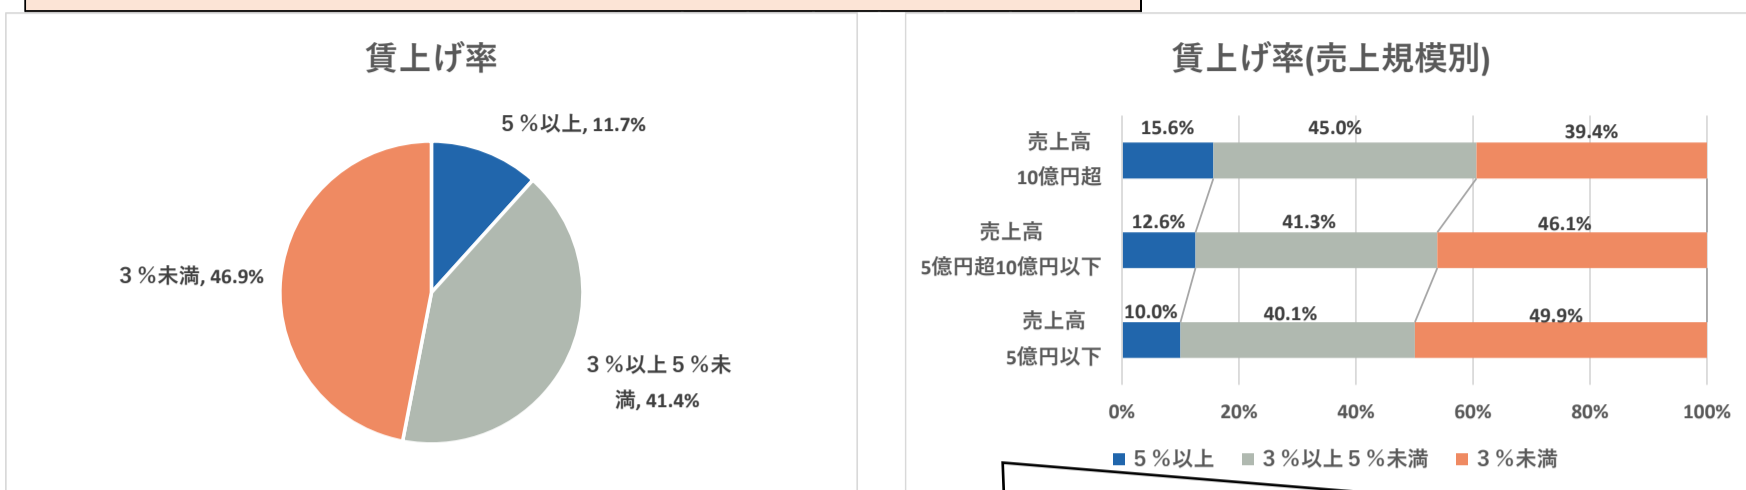 賃上げ率
5％以上, 11.7%
3％未満, 46.9%
3％以上5％未
満, 41.4%
賃上げ率(売上規模別)
売上高
10億円超
15.6%
45.0%
39.4%
売上高
5億円超10億円以下
12.6%
41.3%
46.1%
売上高
5億円以下
10.0%
40.1%
49.9%
0%
20%
40%
60%
80%
100%
5％以上
3％以上5％未満
3％未満